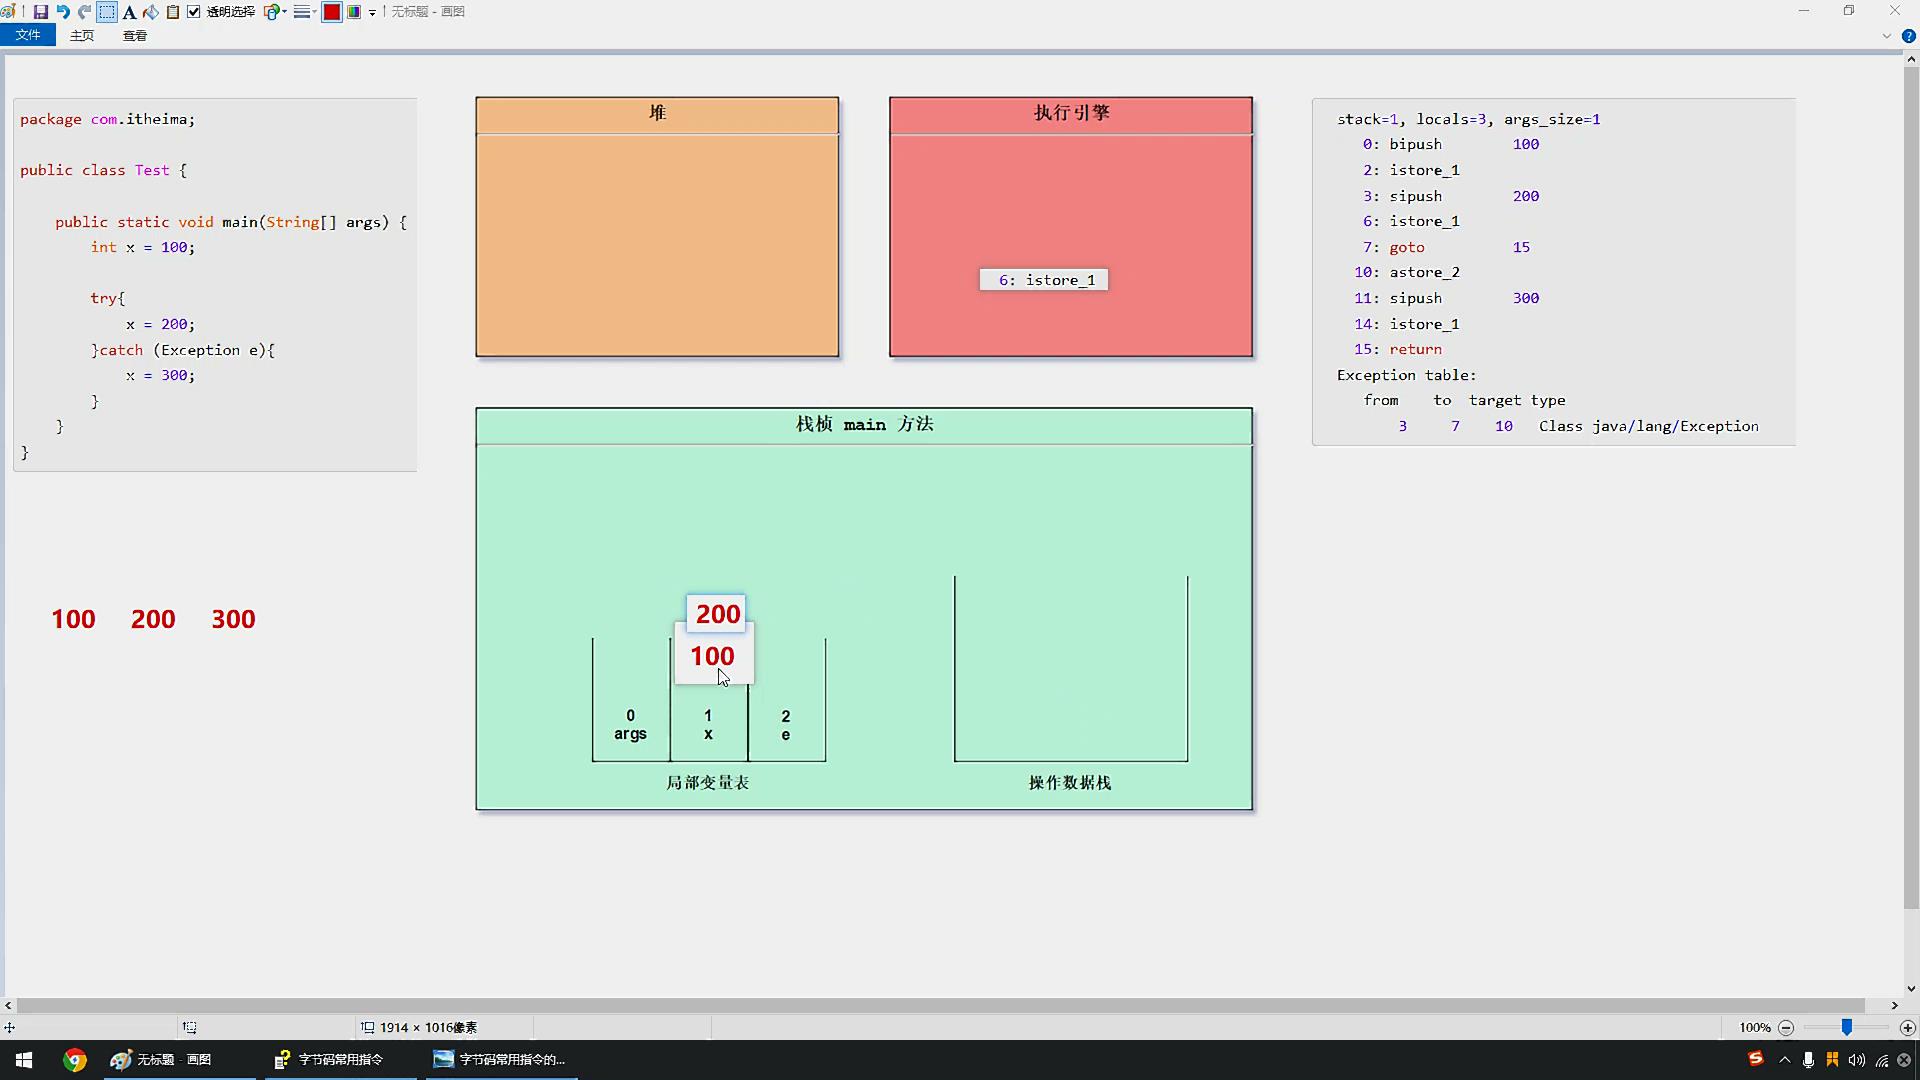 透明选择
无标题 - 画图
文件 主页 查看
package com.itheima;
public class Test {
public static void main(String[] args) {
int x = 100;
try{
x = 200;
}catch (Exception e){
x = 300;
}
}
}
100 200 300
堆
执行引擎
6: istore_1
栈桢 main 方法
200
100
0 1 2
args x e
局部变量表
操作数据栈
stack=1, locals=3, args_size=1
0: bipush 100
2: istore_1
3: sipush 200
6: istore_1
7: goto 15
10: astore_2
11: sipush 300
14: istore_1
15: return
Exception table:
from to target type
3 7 10 Class java/lang/Exception
1914 × 1016像素
100%
无标题 - 画图
字节码常用指令
字节码常用指令的...